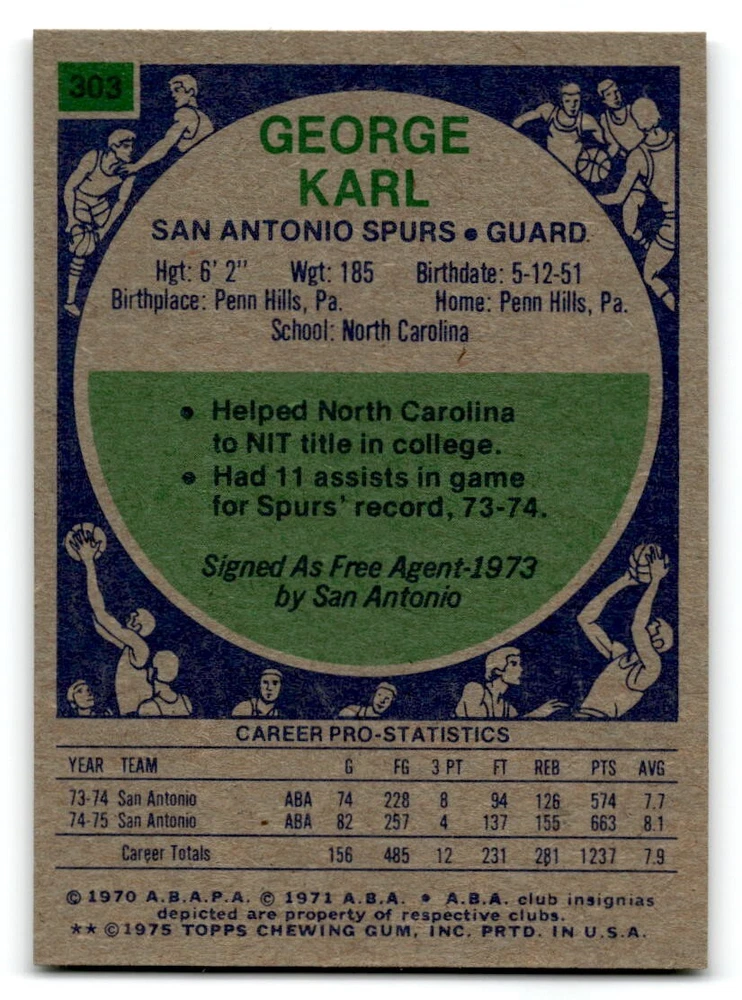 303
GEORGE
KARL
SAN ANTONIO SPURS • GUARD
Hgt: 6' 2" Wgt: 185 Birthdate: 5-12-51
Birthplace: Penn Hills, Pa. Home: Penn Hills, Pa.
School: North Carolina
• Helped North Carolina
to NIT title in college.
• Had 11 assists in game
for Spurs' record, 73-74.
Signed As Free Agent-1973
by San Antonio
CAREER PRO-STATISTICS
YEAR TEAM G FG 3 PT FT REB PTS AVG
73-74 San Antonio ABA 74 228 8 94 126 574 7.7
74-75 San Antonio ABA 82 257 4 137 155 663 8.1
Career Totals 156 485 12 231 281 1237 7.9
© 1970 A.B.A.P.A. © 1971 A.B.A. • A.B.A. club insignias
depicted are property of respective clubs.
** ©1975 TOPPS CHEWING GUM, INC. PRTD. IN U.S.A.